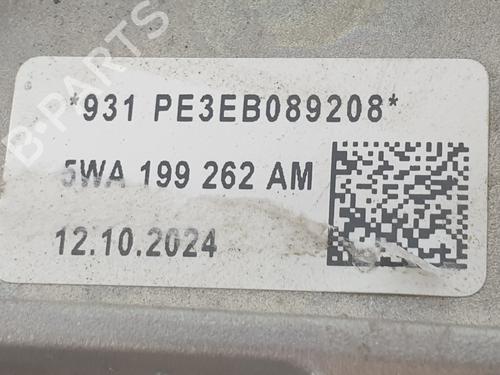 B-PARTS
*931 PE3EB089208*
5WA 199 262 AM
12.10.2024